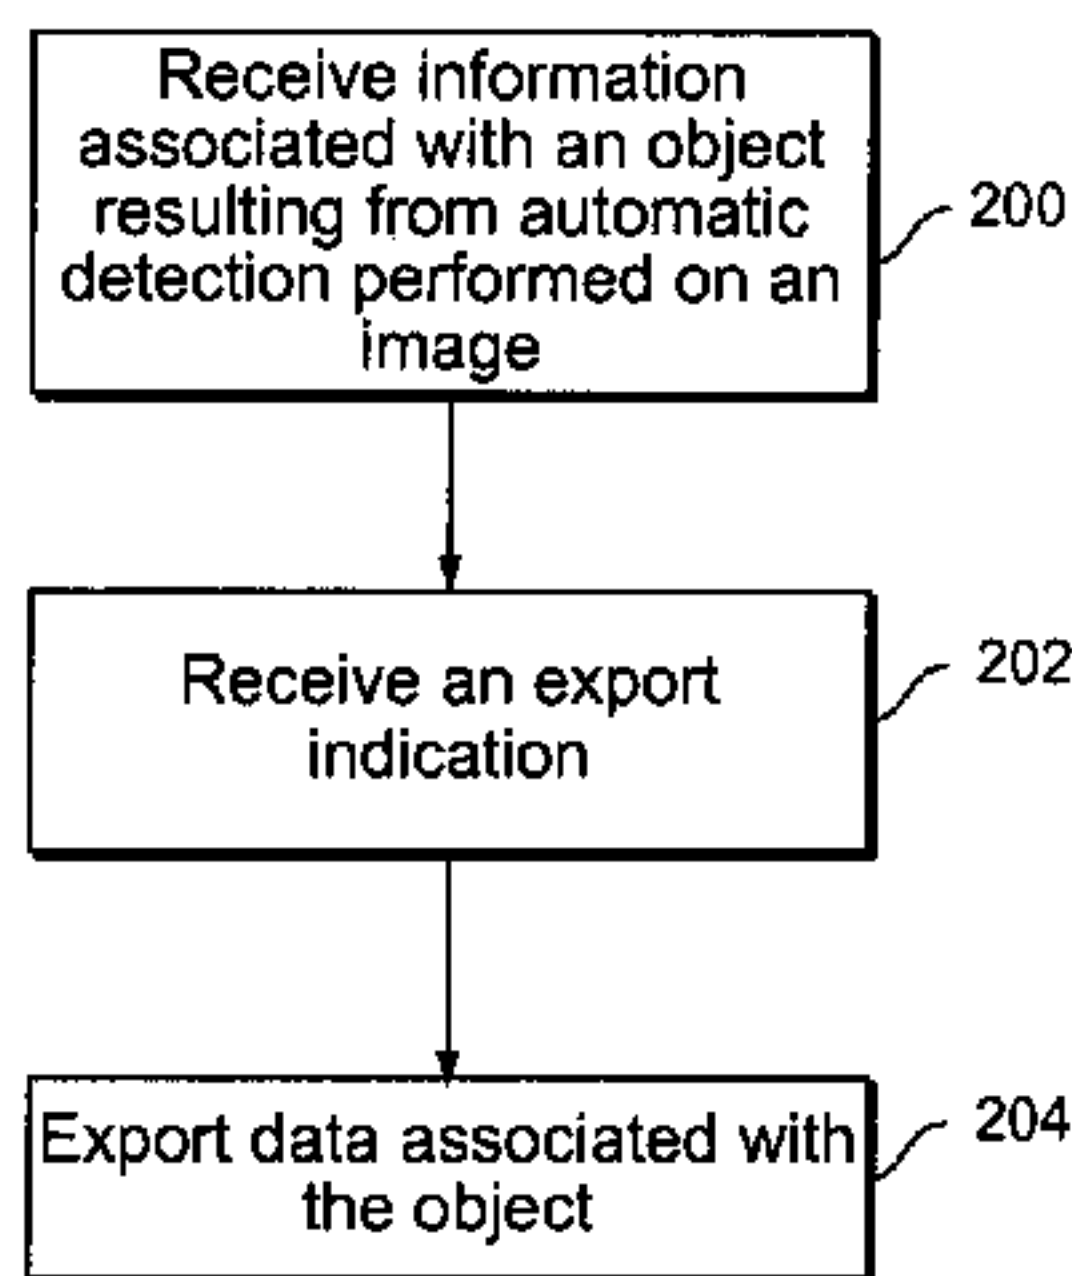 Receive information
associated with an object
resulting from automatic
detection performed on an
image
200
Receive an export
indication
202
Export data associated with
the object
204